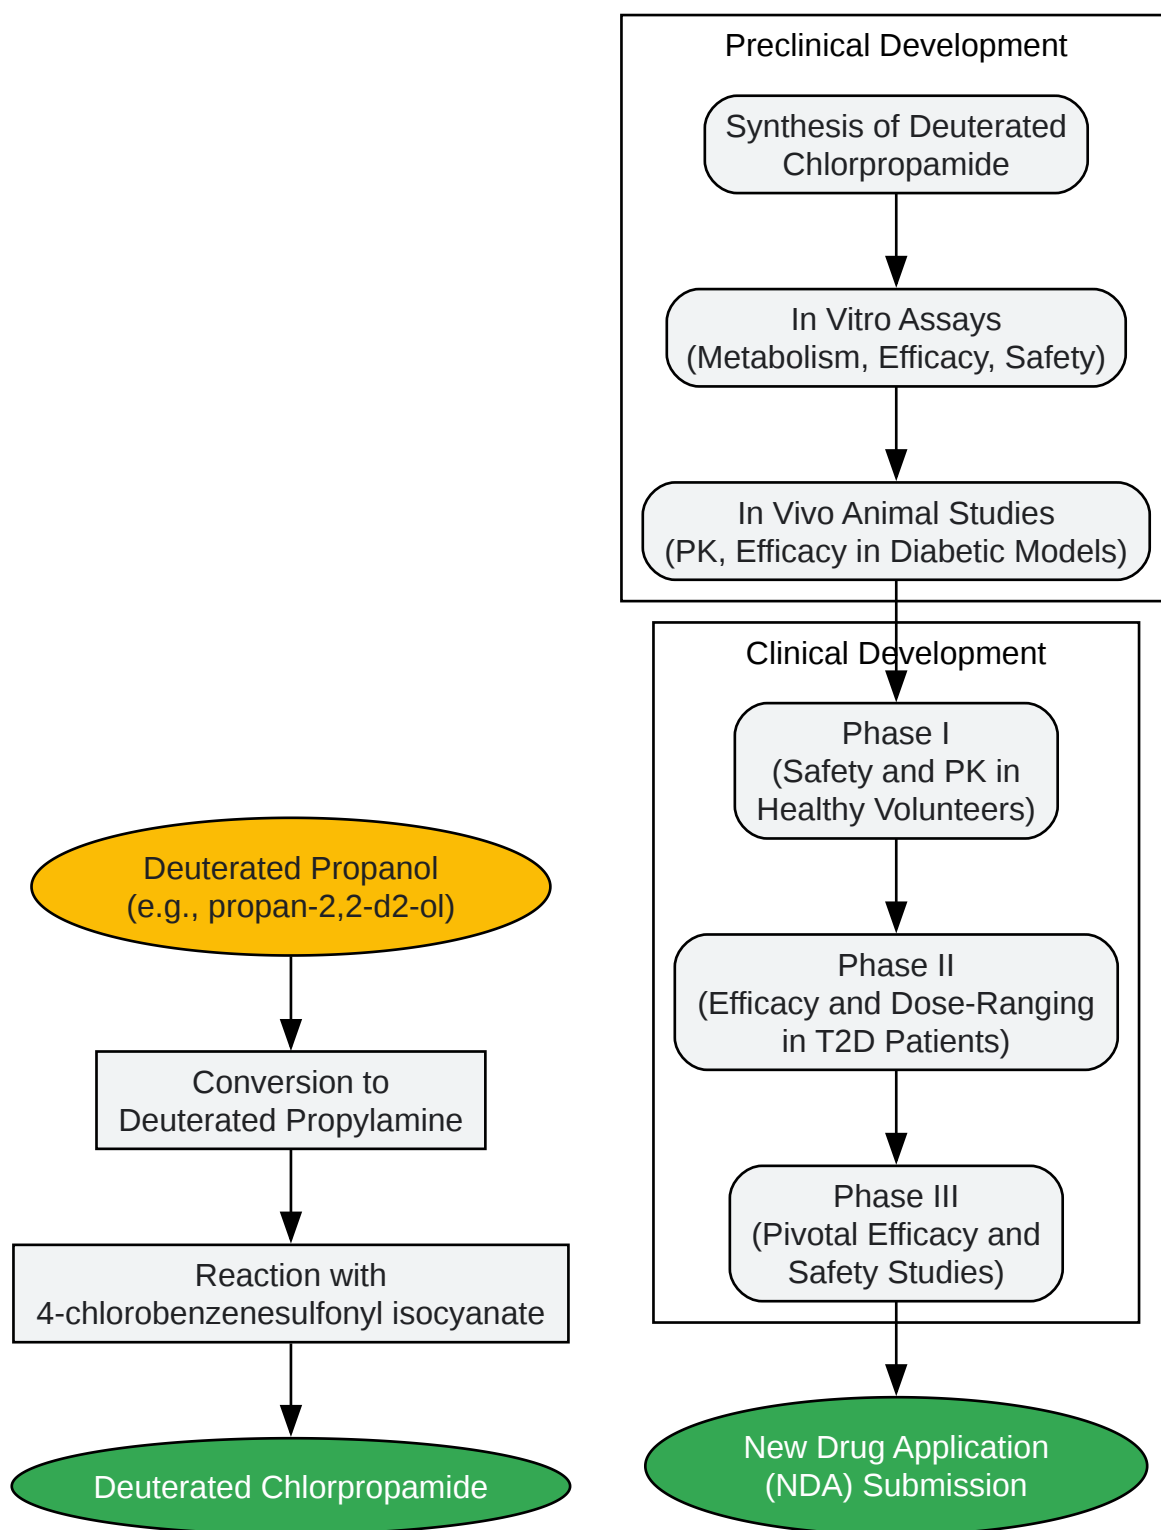 Preclinical Development
Synthesis of Deuterated
Chlorpropamide
In Vitro Assays
(Metabolism, Efficacy, Safety)
In Vivo Animal Studies
(PK, Efficacy in Diabetic Models)
Clinical Development
Phase I
(Safety and PK in
Healthy Volunteers)
Phase II
(Efficacy and Dose-Ranging
in T2D Patients)
Phase III
(Pivotal Efficacy and
Safety Studies)
New Drug Application
(NDA) Submission
Deuterated Propanol
(e.g., propan-2,2-d2-ol)
Conversion to
Deuterated Propylamine
Reaction with
4-chlorobenzenesulfonyl isocyanate
Deuterated Chlorpropamide